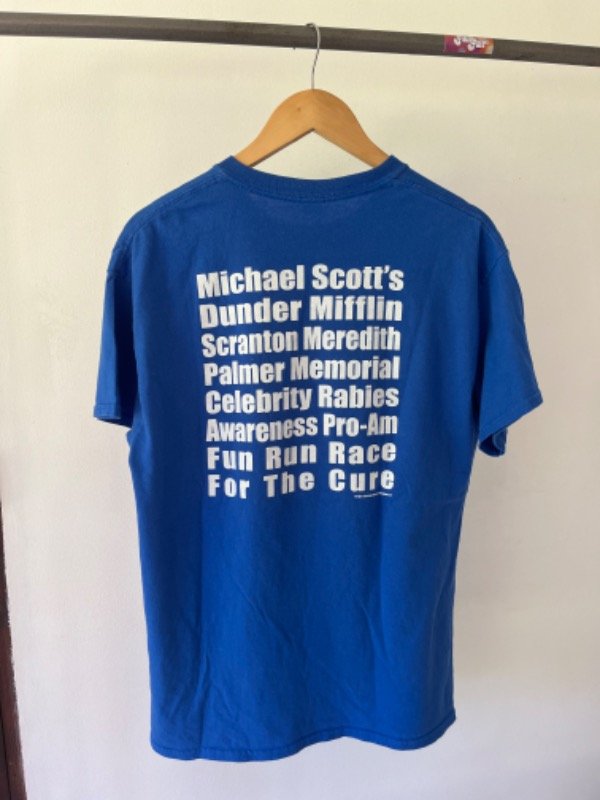 Michael Scott's
Dunder Mifflin
Scranton Meredith
Palmer Memorial
Celebrity Rabies
Awareness Pro-Am
Fun Run Race
For The Cure